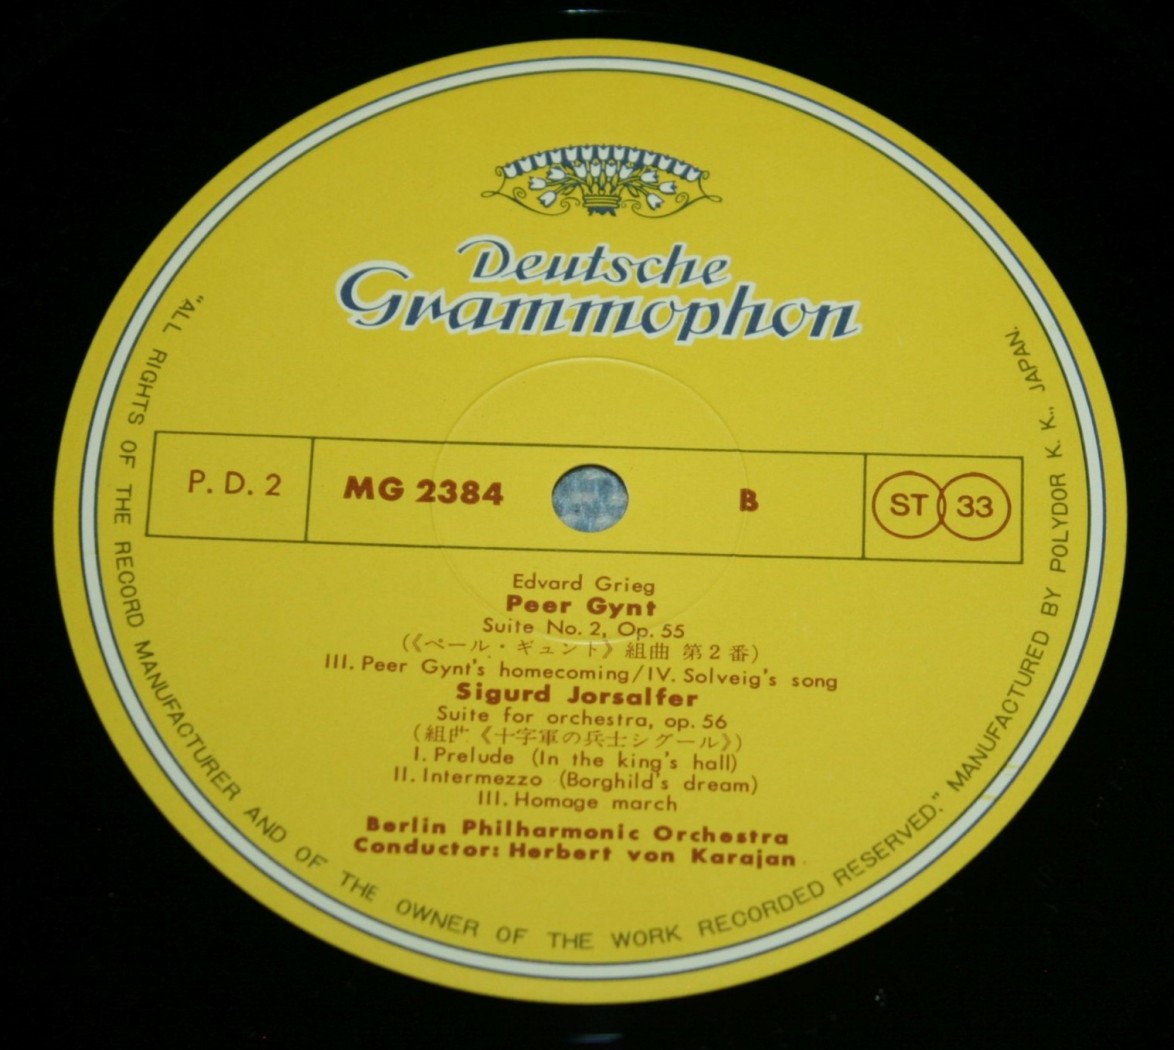 Deutsche
Grammophon
P. D. 2
MG 2384
B
ST 33
Edvard Grieg
Peer Gynt
Suite No. 2, Op. 55
(《ペール・ギュント》組曲 第2番)
III. Peer Gynt's homecoming/IV. Solveig's song
Sigurd Jorsalfer
Suite for orchestra, op. 56
(組曲《十字軍の兵士シグール》)
I. Prelude (In the king's hall)
II. Intermezzo (Borghild's dream)
III. Homage march
Berlin Philharmonic Orchestra
Conductor: Herbert von Karajan
"ALL RIGHTS OF THE RECORD MANUFACTURER AND OF THE OWNER OF THE WORK RECORDED RESERVED." MANUFACTURED BY POLYDOR K. K., JAPAN.